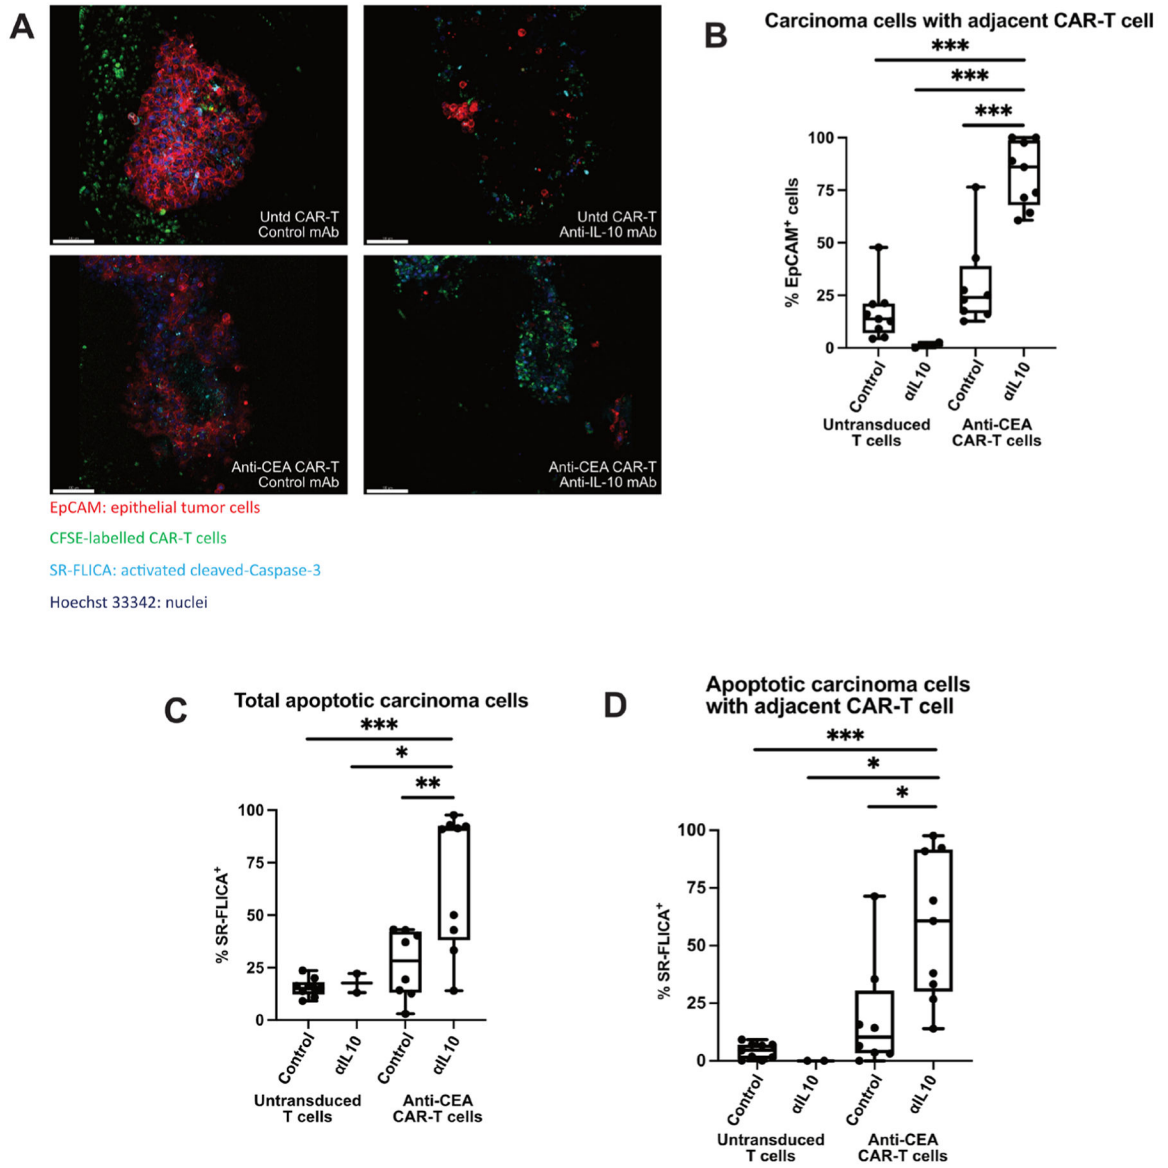 A
Untd CAR-T
Control mAb
Untd CAR-T
Anti-IL-10 mAb
Anti-CEA CAR-T
Control mAb
Anti-CEA CAR-T
Anti-IL-10 mAb
EpCAM: epithelial tumor cells
CFSE-labelled CAR-T cells
SR-FLICA: activated cleaved-Caspase-3
Hoechst 33342: nuclei
B
Carcinoma cells with adjacent CAR-T cell
***
***
***
% EpCAM⁺ cells
100
75
50
25
0
Control
αIL10
Control
αIL10
Untransduced
T cells
Anti-CEA
CAR-T cells
C
Total apoptotic carcinoma cells
***
*
**
% SR-FLICA⁺
100
75
50
25
0
Control
αIL10
Control
αIL10
Untransduced
T cells
Anti-CEA
CAR-T cells
D
Apoptotic carcinoma cells
with adjacent CAR-T cell
***
*
*
% SR-FLICA⁺
100
75
50
25
0
Control
αIL10
Control
αIL10
Untransduced
T cells
Anti-CEA
CAR-T cells